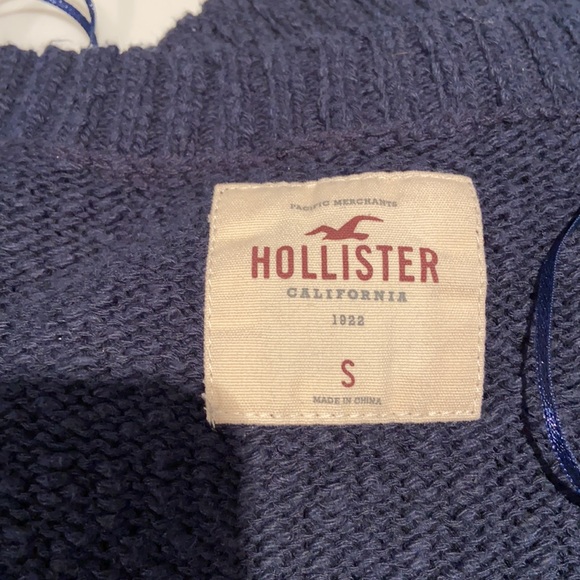 PACIFIC MERCHANTS
HOLLISTER
CALIFORNIA
1922
S
MADE IN CHINA